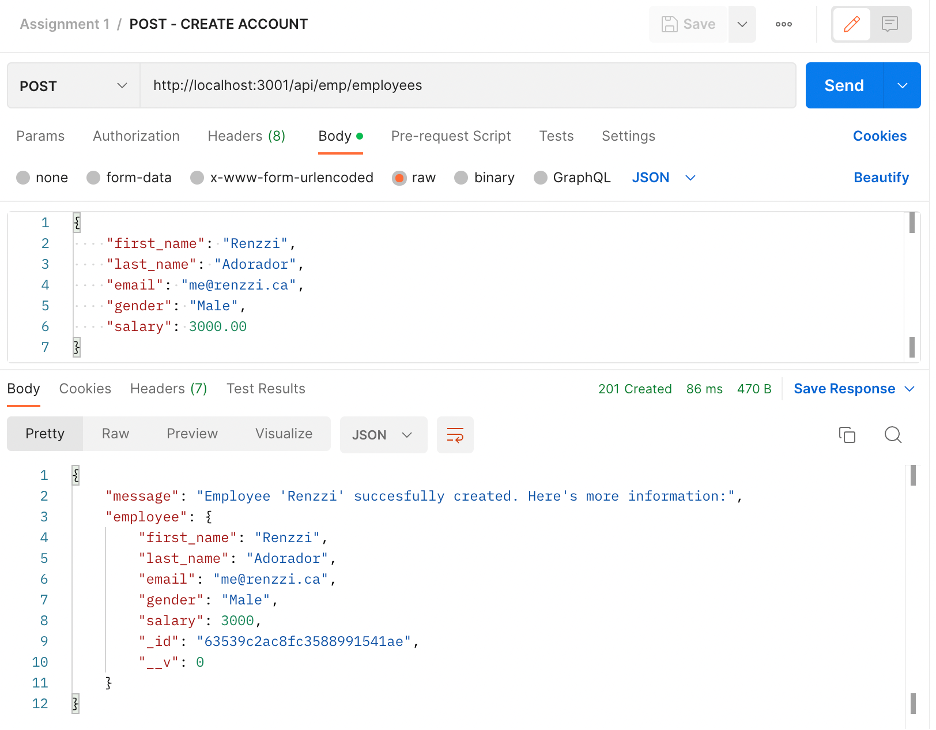 Assignment 1 / POST - CREATE ACCOUNT Save
POST http://localhost:3001/api/emp/employees Send
Params Authorization Headers (8) Body Pre-request Script Tests Settings Cookies
none form-data x-www-form-urlencoded raw binary GraphQL JSON Beautify
1 {
2 "first_name": "Renzzi",
3 "last_name": "Adorador",
4 "email": "me@renzzi.ca",
5 "gender": "Male",
6 "salary": 3000.00
7 }
Body Cookies Headers (7) Test Results 201 Created 86 ms 470 B Save Response
Pretty Raw Preview Visualize JSON
1 {
2 "message": "Employee 'Renzzi' succesfully created. Here's more information:",
3 "employee": {
4 "first_name": "Renzzi",
5 "last_name": "Adorador",
6 "email": "me@renzzi.ca",
7 "gender": "Male",
8 "salary": 3000,
9 "_id": "63539c2ac8fc3588991541ae",
10 "__v": 0
11 }
12 }